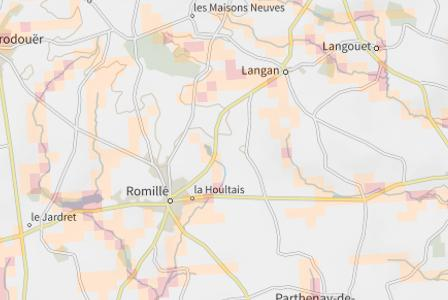 les Maisons Neuves
rodouër
Langouet
Langan
Romillé
la Houltais
le Jardret
Parthenay-de-